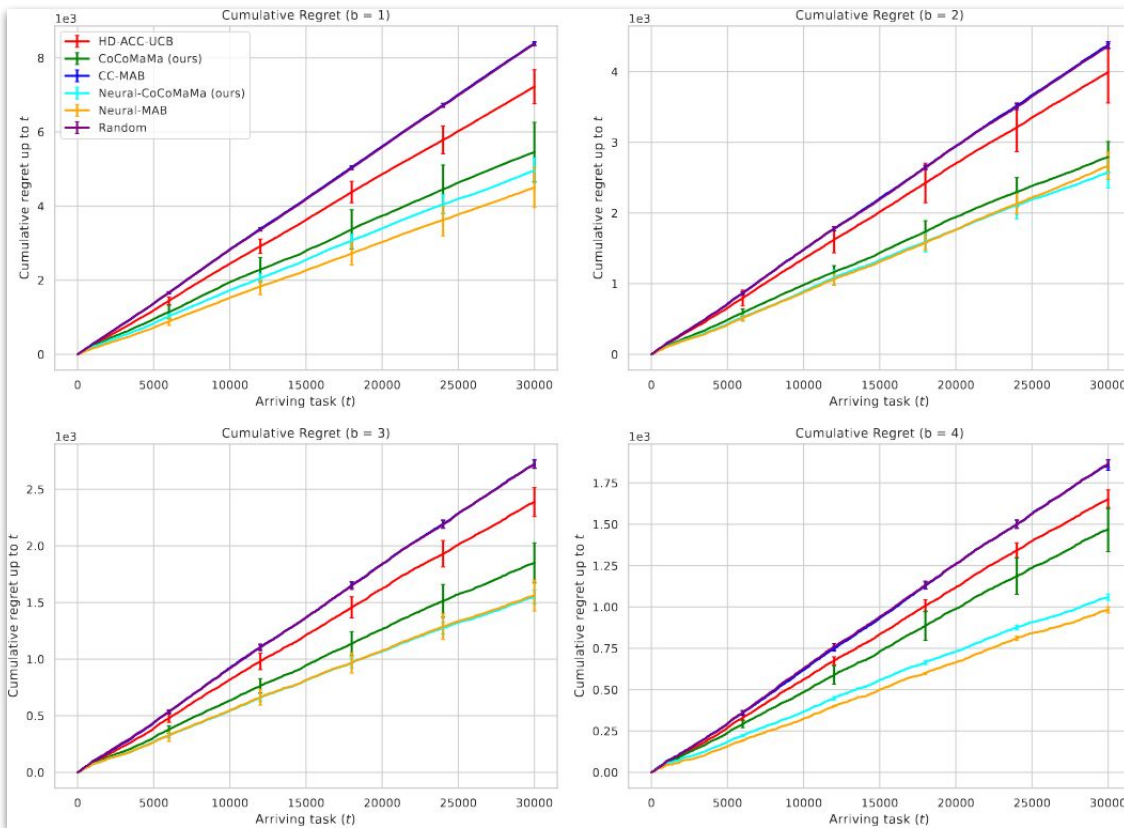 Cumulative Regret (b = 1)
1e3
HD-ACC-UCB
CoCoMaMa (ours)
CC-MAB
Neural-CoCoMaMa (ours)
Neural-MAB
Random
Cumulative regret up to t
8
6
4
2
0
0 5000 10000 15000 20000 25000 30000
Arriving task (t)
Cumulative Regret (b = 2)
1e3
Cumulative regret up to t
4
3
2
1
0
0 5000 10000 15000 20000 25000 30000
Arriving task (t)
Cumulative Regret (b = 3)
1e3
Cumulative regret up to t
2.5
2.0
1.5
1.0
0.5
0.0
0 5000 10000 15000 20000 25000 30000
Arriving task (t)
Cumulative Regret (b = 4)
1e3
Cumulative regret up to t
1.75
1.50
1.25
1.00
0.75
0.50
0.25
0.00
0 5000 10000 15000 20000 25000 30000
Arriving task (t)